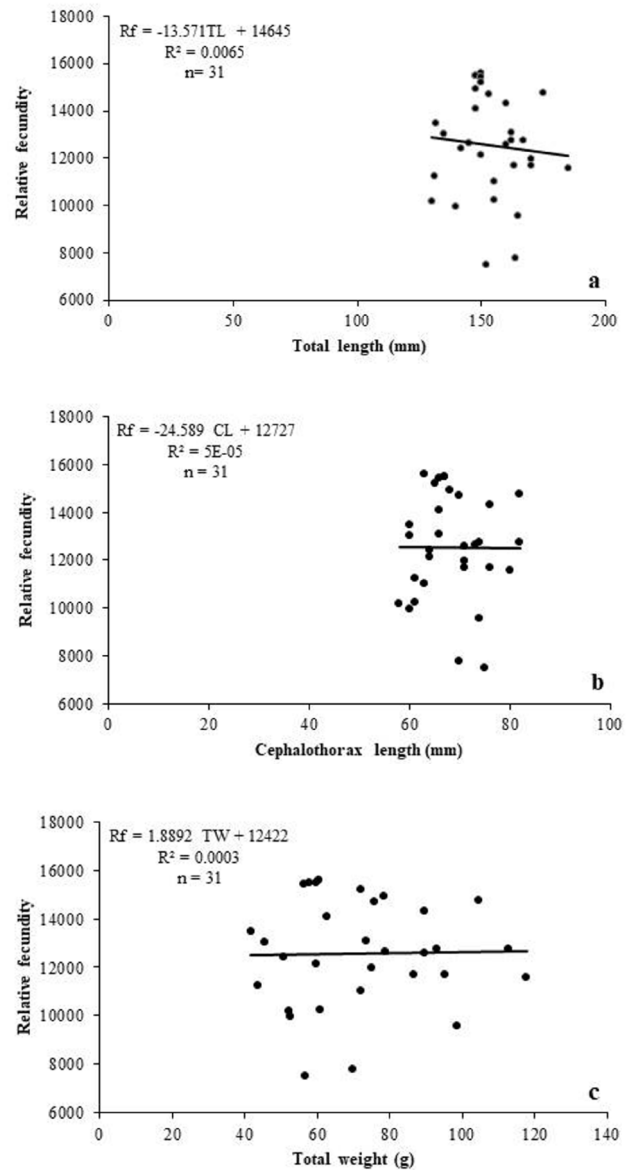 Rf = -13.571TL + 14645
R² = 0.0065
n= 31
18000
16000
14000
12000
10000
8000
6000
Relative fecundity
0
50
100
150
200
Total length (mm)
a
Rf = -24.589 CL + 12727
R² = 5E-05
n = 31
18000
16000
14000
12000
10000
8000
6000
Relative fecundity
0
20
40
60
80
100
Cephalothorax length (mm)
b
Rf = 1.8892 TW + 12422
R² = 0.0003
n = 31
18000
16000
14000
12000
10000
8000
6000
Relative fecundity
0
20
40
60
80
100
120
140
Total weight (g)
c